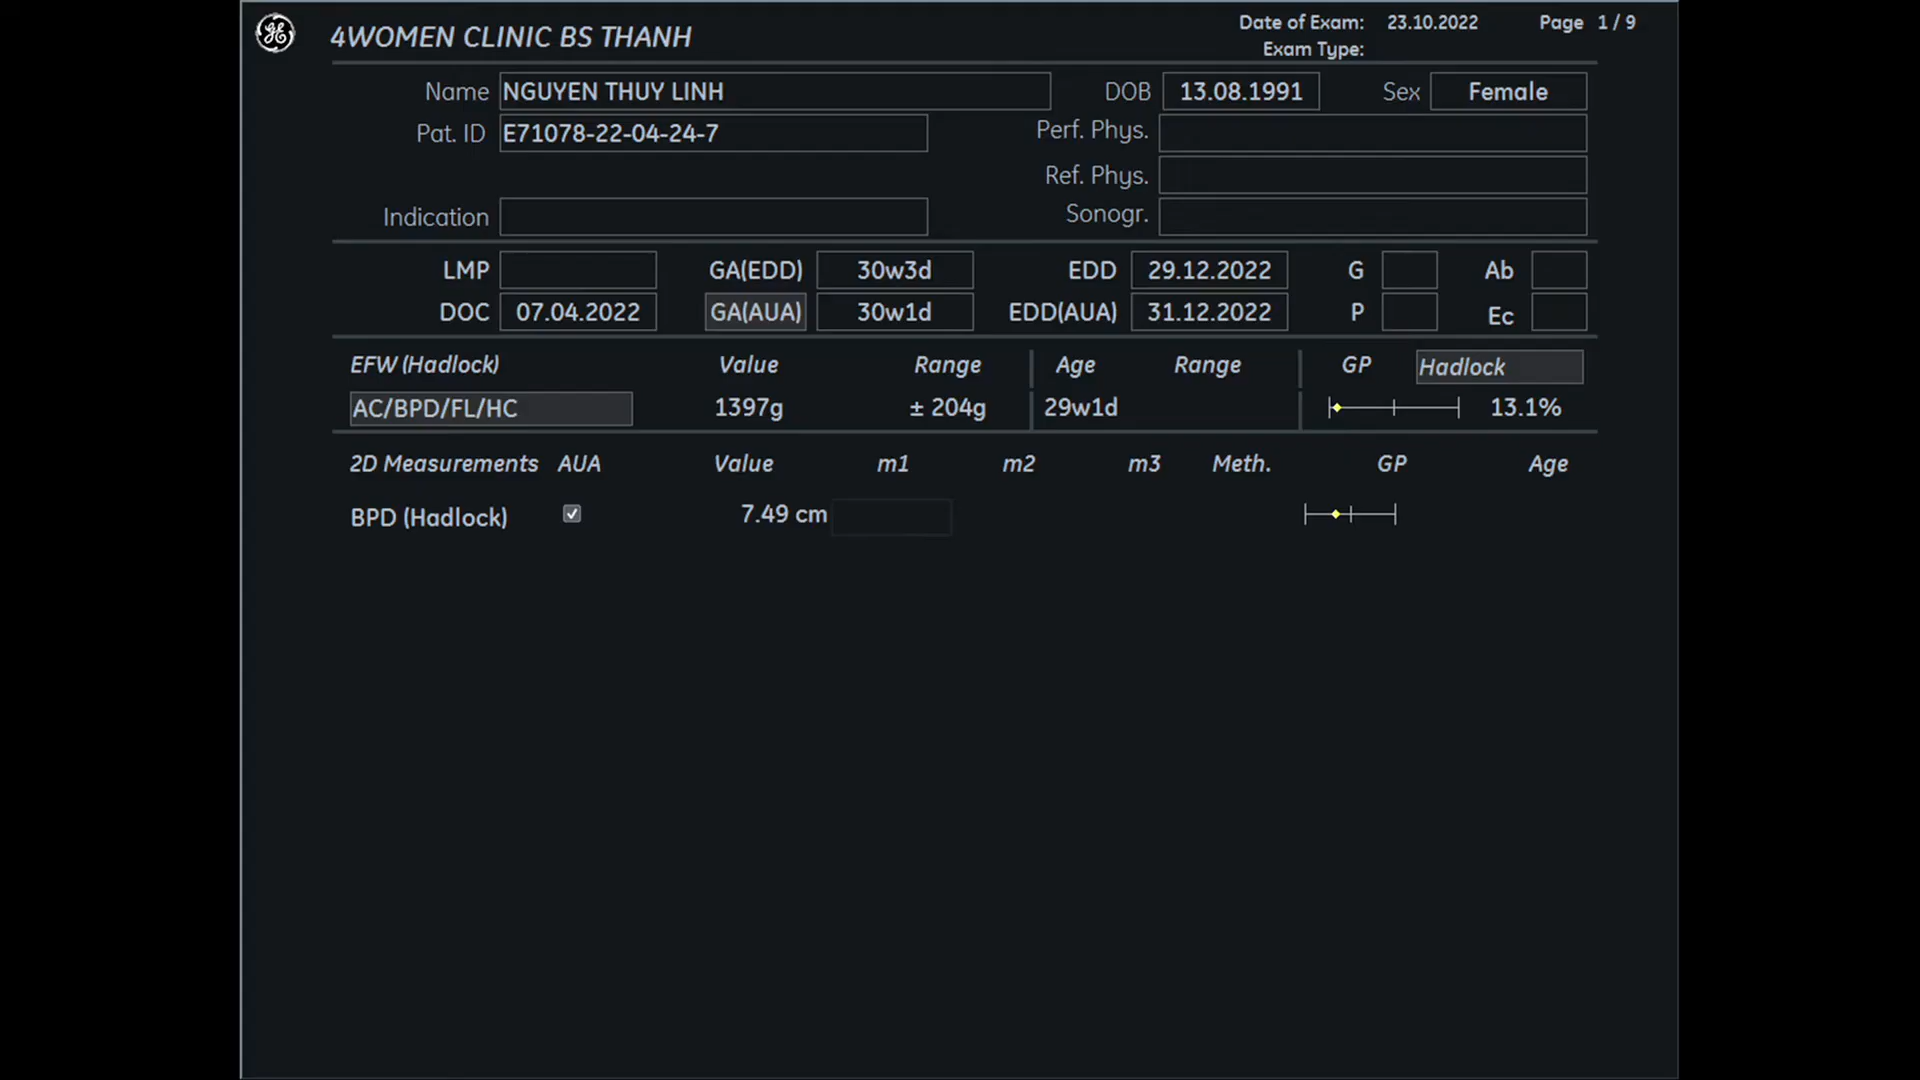 4WOMEN CLINIC BS THANH
Date of Exam: 23.10.2022 Page 1 / 9
Exam Type:
Name NGUYEN THUY LINH DOB 13.08.1991 Sex Female
Pat. ID E71078-22-04-24-7 Perf. Phys.
Ref. Phys.
Indication Sonogr.
LMP GA(EDD) 30w3d EDD 29.12.2022 G Ab
DOC 07.04.2022 GA(AUA) 30w1d EDD(AUA) 31.12.2022 P Ec
EFW (Hadlock) Value Range Age Range GP Hadlock
AC/BPD/FL/HC 1397g ± 204g 29w1d 13.1%
2D Measurements AUA Value m1 m2 m3 Meth. GP Age
BPD (Hadlock) 7.49 cm